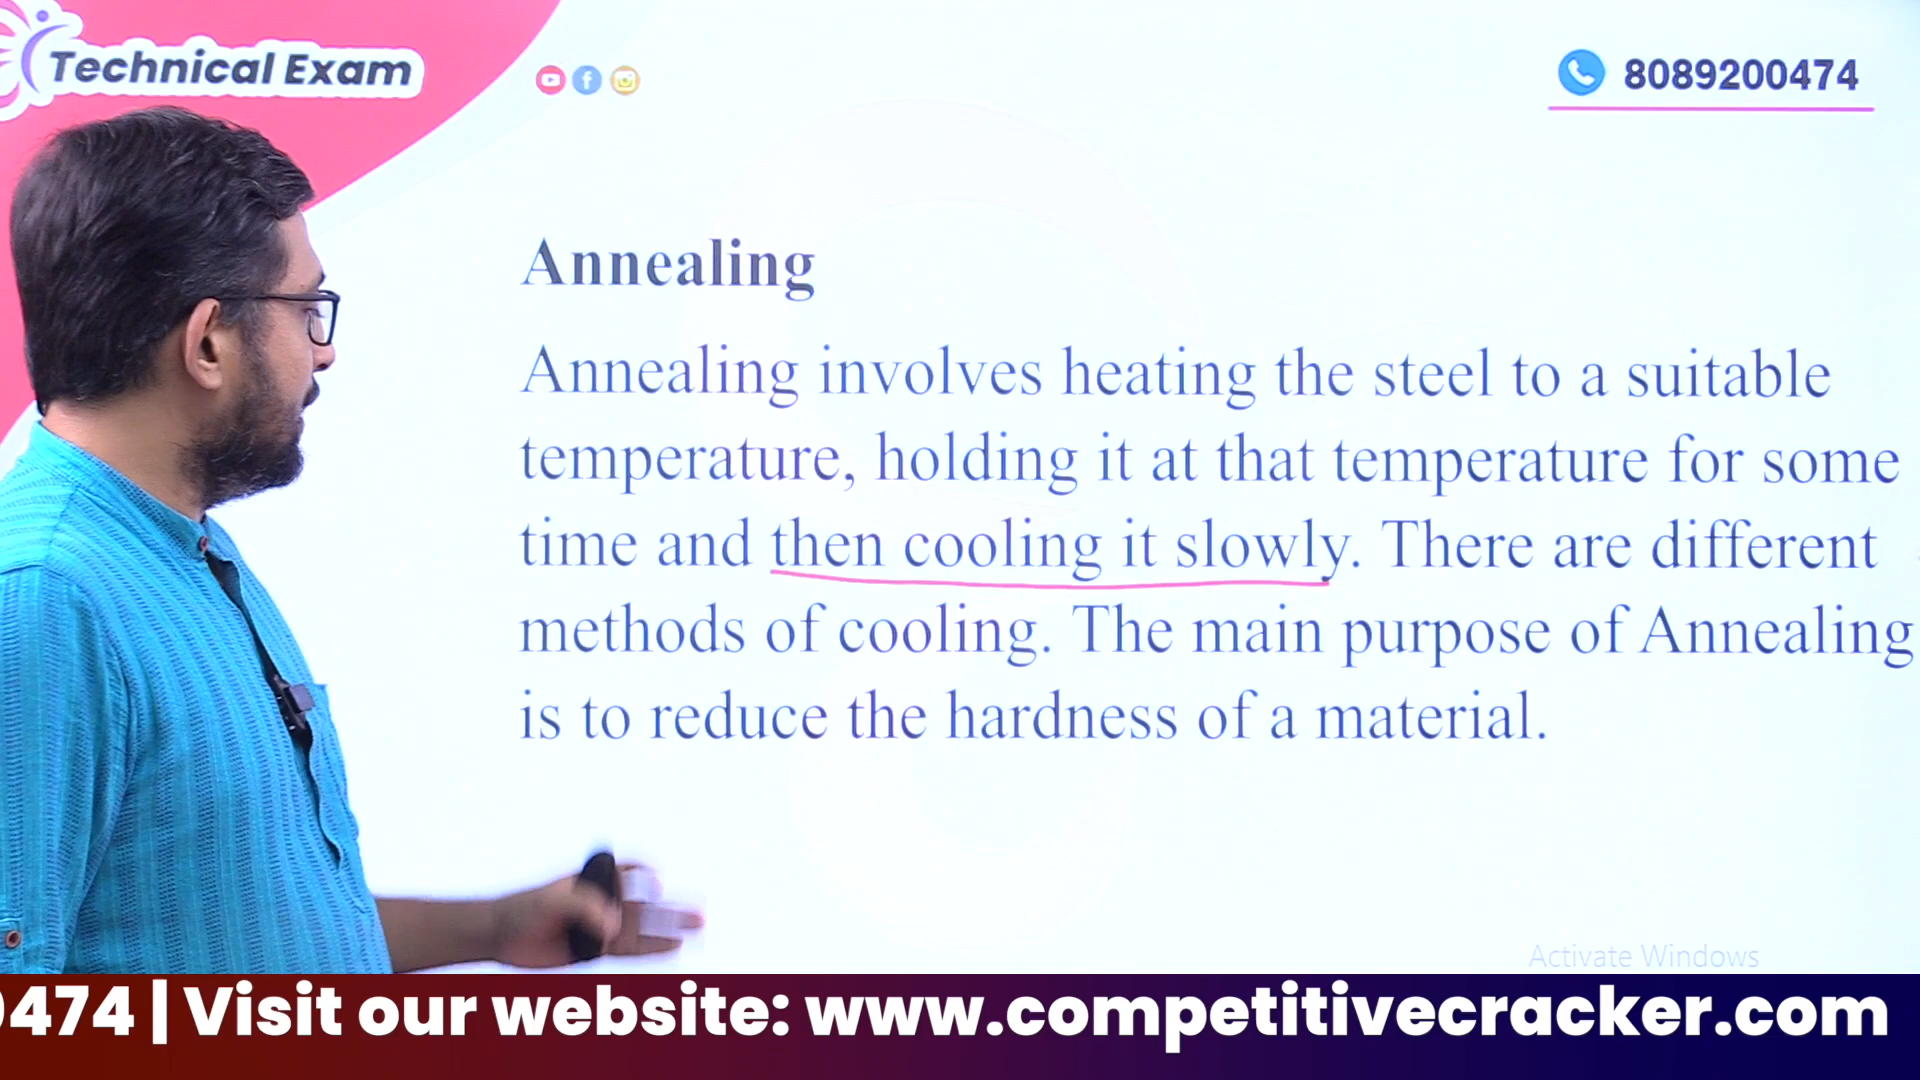 Technical Exam
8089200474
Annealing
Annealing involves heating the steel to a suitable
temperature, holding it at that temperature for some
time and then cooling it slowly. There are different
methods of cooling. The main purpose of Annealing
is to reduce the hardness of a material.
Activate Windows
0474 | Visit our website: www.competitivecracker.com